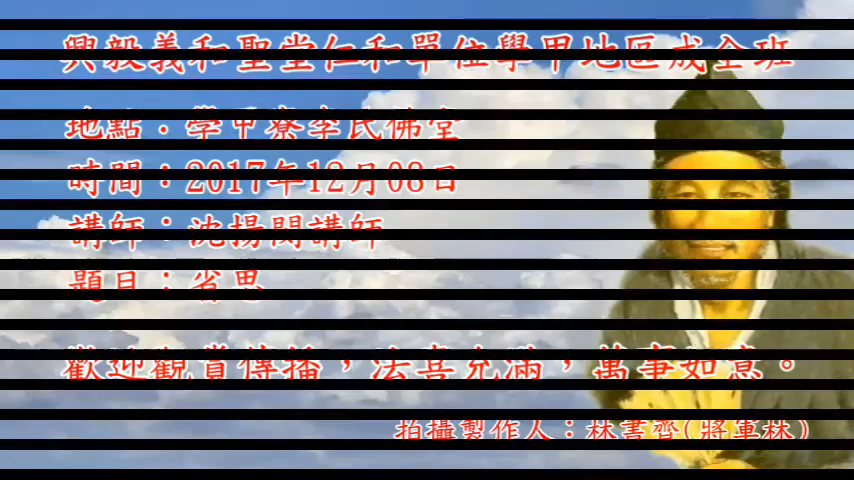 興毅義和聖堂仁和單位學甲地區成全班
地點：學甲寮李氏佛堂
時間：2017年12月08日
講師：沈揚閔講師
題目：省思
歡迎觀賞傳播，法喜充滿，萬事如意。
拍攝製作人：林書齊(將軍林)